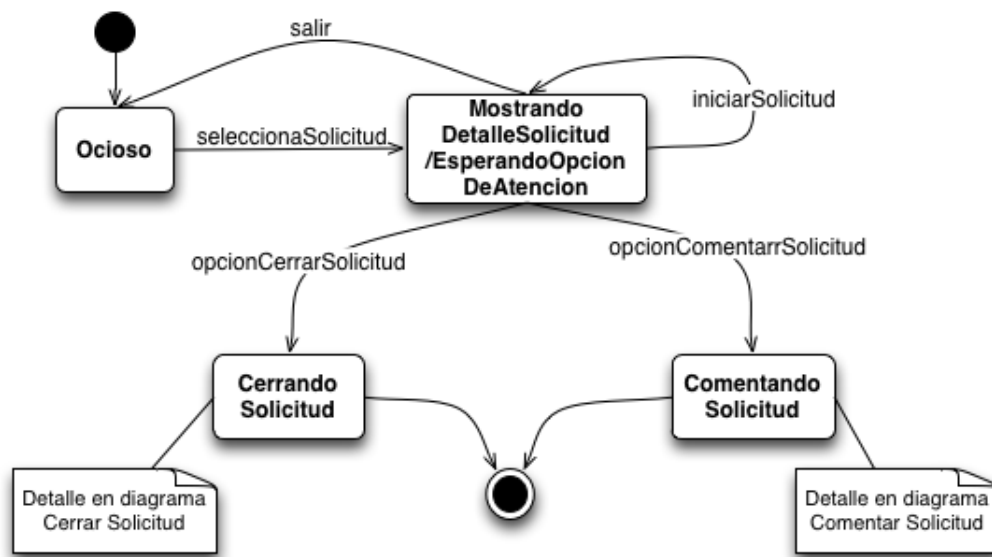 salir
iniciarSolicitud
Ocioso
seleccionaSolicitud
Mostrando
DetalleSolicitud
/EsperandoOpcion
DeAtencion
opcionCerrarSolicitud
opcionComentarrSolicitud
Cerrando
Solicitud
Comentando
Solicitud
Detalle en diagrama
Cerrar Solicitud
Detalle en diagrama
Comentar Solicitud